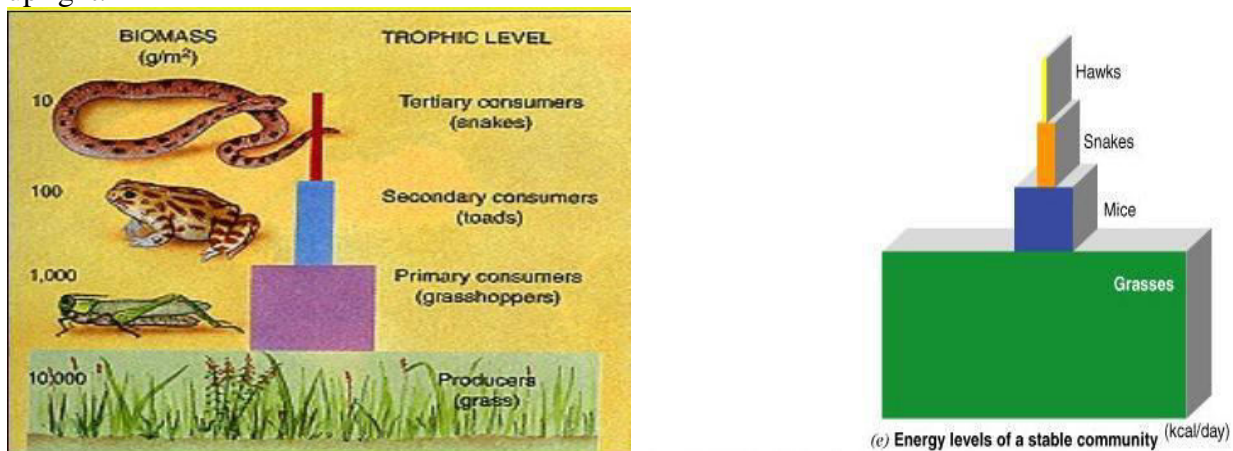 BIOMASS
(g/m²)
TROPHIC LEVEL
10
Tertiary consumers
(snakes)
100
Secondary consumers
(toads)
1,000
Primary consumers
(grasshoppers)
10,000
Producers
(grass)
Hawks
Snakes
Mice
Grasses
(e) Energy levels of a stable community (kcal/day)